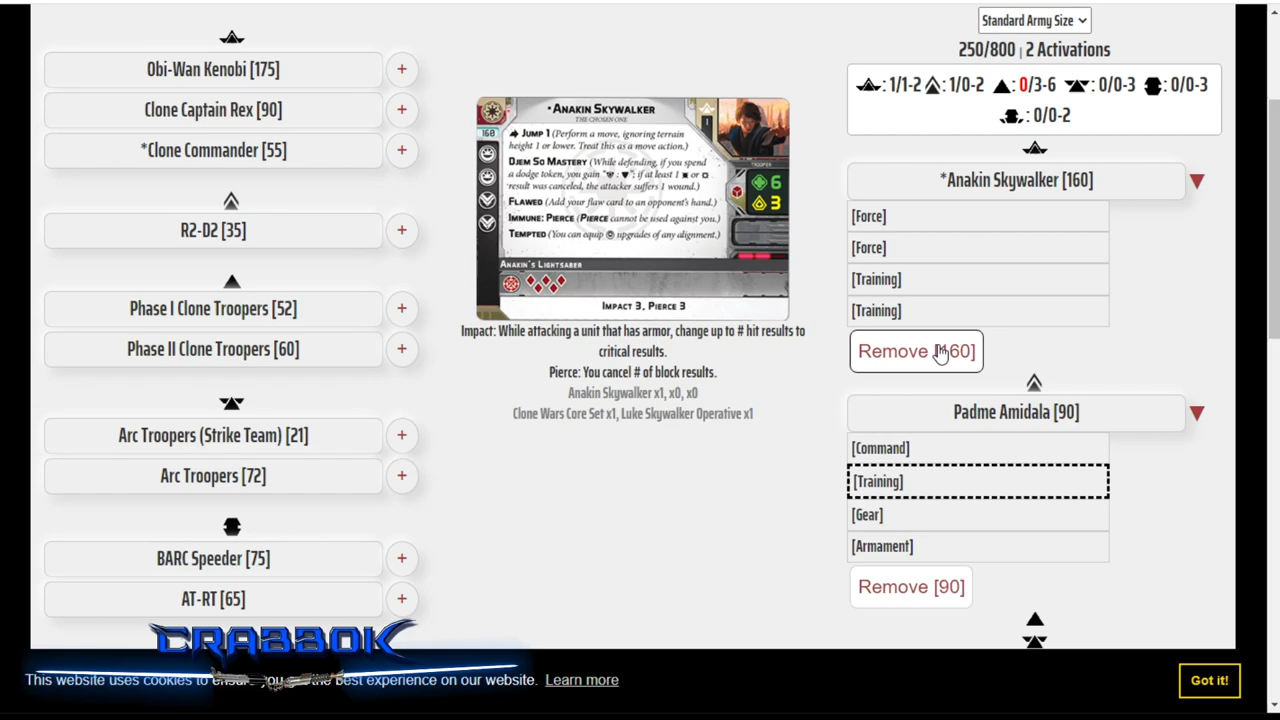 Obi-Wan Kenobi [175]
+
Clone Captain Rex [90]
+
*Clone Commander [55]
+
R2-D2 [35]
+
Phase I Clone Troopers [52]
+
Phase II Clone Troopers [60]
+
Arc Troopers (Strike Team) [21]
+
Arc Troopers [72]
+
BARC Speeder [75]
+
AT-RT [65]
+
• Anakin Skywalker
The Chosen One
160
1
Jump 1 (Perform a move, ignoring terrain
height 1 or lower. Treat this as a move action.)
Djem So Mastery (While defending, if you spend
a dodge token, you gain
if at least 1
result was canceled, the attacker suffers 1 wound.)
Flawed (Add your flaw card to an opponent's hand.)
Immune: Pierce (Pierce cannot be used against you.)
Tempted (You can equip upgrades of any alignment.)
Trooper
6
3
Anakin's Lightsaber
Impact 3, Pierce 3
Impact: While attacking a unit that has armor, change up to # hit results to
critical results.
Pierce: You cancel # of block results.
Anakin Skywalker x1, x0, x0
Clone Wars Core Set x1, Luke Skywalker Operative x1
Standard Army Size
250/800 | 2 Activations
: 1/1-2 : 1/0-2 : 0/3-6 : 0/0-3 : 0/0-3
: 0/0-2
*Anakin Skywalker [160]
[Force]
[Force]
[Training]
[Training]
Remove [160]
Padme Amidala [90]
[Command]
[Training]
[Gear]
[Armament]
Remove [90]
CRABBOK
This website uses cookies to ensure you get the best experience on our website. Learn more
Got it!